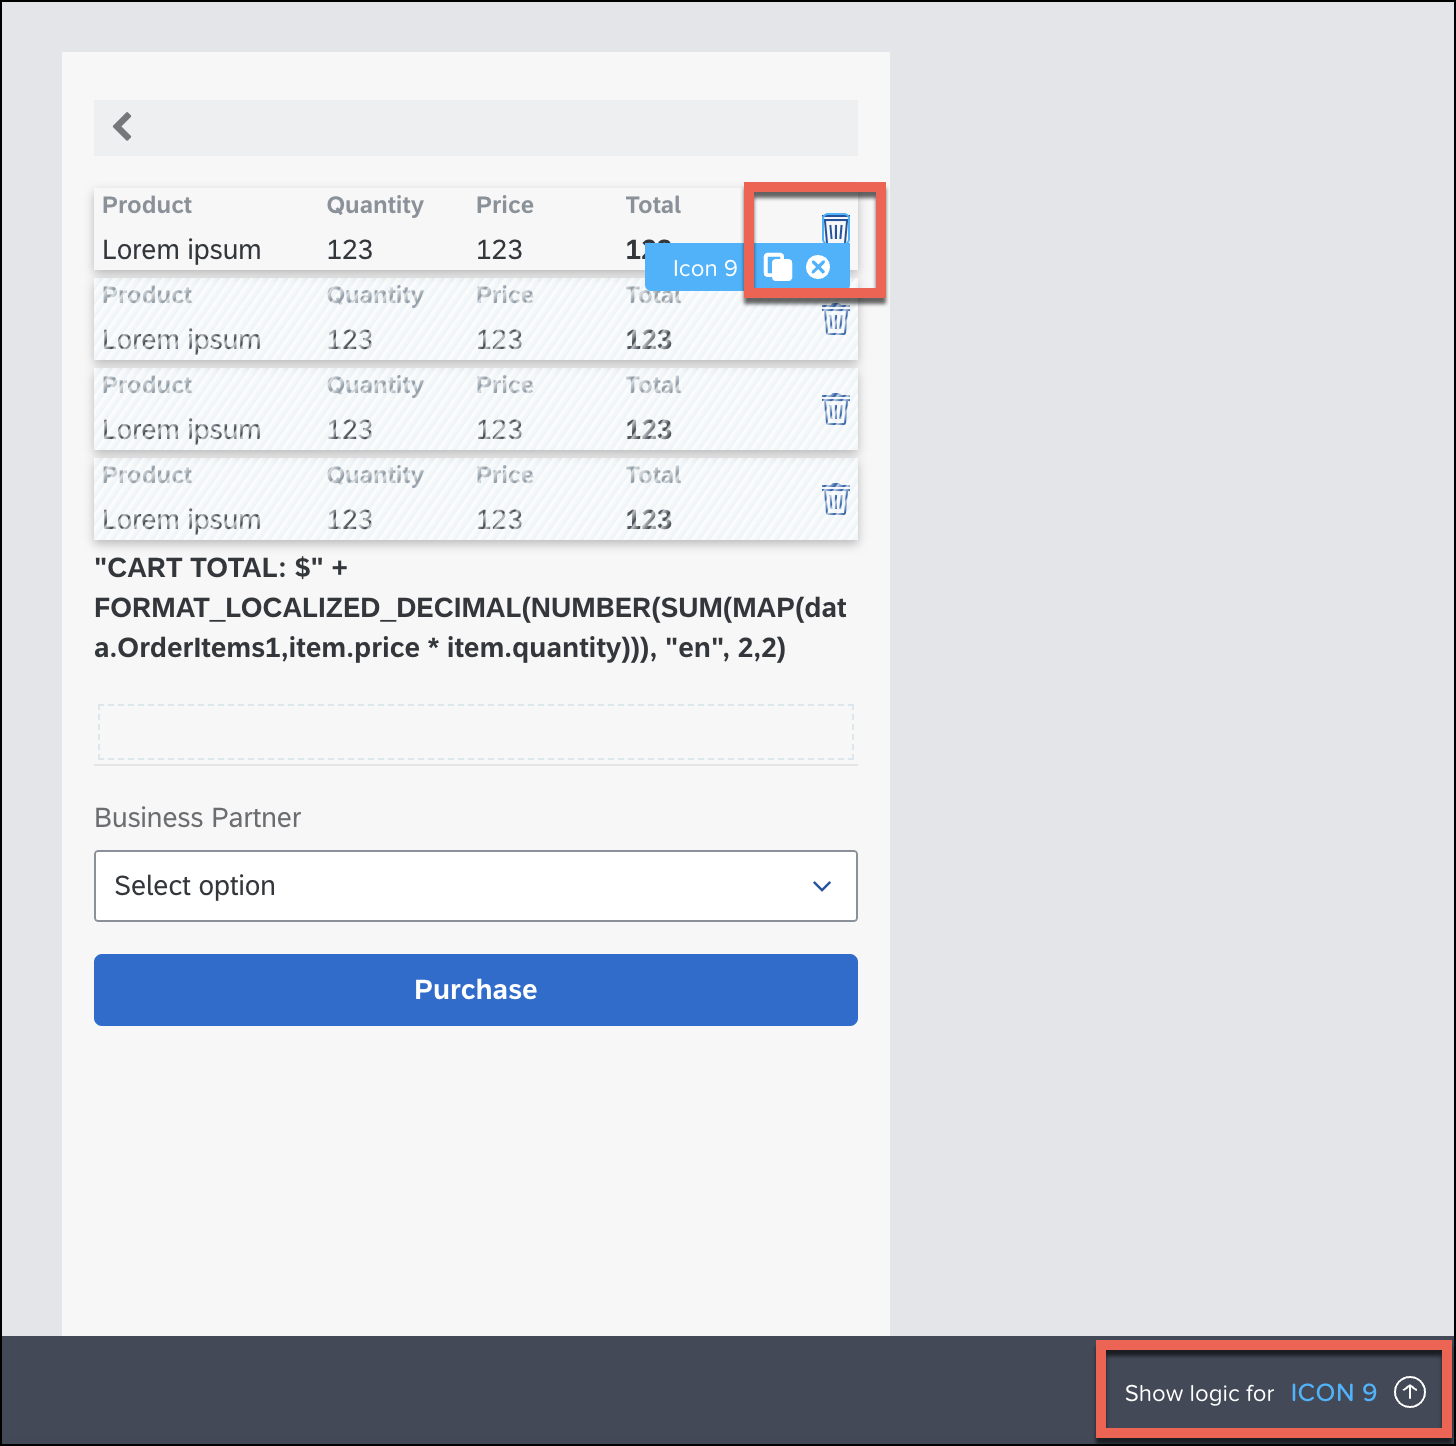 Product Quantity Price Total
Lorem ipsum 123 123 123
Icon 9
Product Quantity Price Total
Lorem ipsum 123 123 123
Product Quantity Price Total
Lorem ipsum 123 123 123
Product Quantity Price Total
Lorem ipsum 123 123 123
"CART TOTAL: $" +
FORMAT_LOCALIZED_DECIMAL(NUMBER(SUM(MAP(dat
a.OrderItems1,item.price * item.quantity))), "en", 2,2)
Business Partner
Select option
Purchase
Show logic for ICON 9